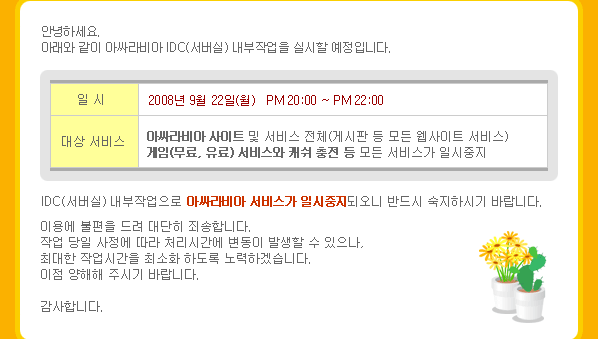 안녕하세요.
아래와 같이 아싸라비아 IDC(서버실) 내부작업을 실시할 예정입니다.
일 시
2008년 9월 22일(월)   PM 20:00 ~ PM 22:00
대상 서비스
아싸라비아 사이트 및 서비스 전체(게시판 등 모든 웹사이트 서비스)
게임(무료, 유료) 서비스와 캐쉬 충전 등 모든 서비스가 일시중지
IDC(서버실) 내부작업으로 아싸라비아 서비스가 일시중지되오니 반드시 숙지하시기 바랍니다.
이용에 불편을 드려 대단히 죄송합니다.
작업 당일 사정에 따라 처리시간에 변동이 발생할 수 있으나,
최대한 작업시간을 최소화 하도록 노력하겠습니다.
이점 양해해 주시기 바랍니다.
감사합니다.